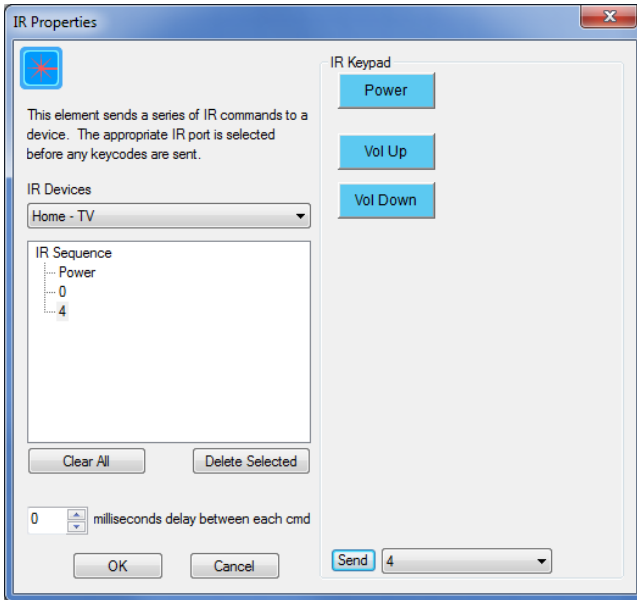 IR Properties
This element sends a series of IR commands to a
device. The appropriate IR port is selected
before any keycodes are sent.
IR Devices
Home - TV
IR Sequence
Power
0
4
Clear All
Delete Selected
0
milliseconds delay between each cmd
OK
Cancel
IR Keypad
Power
Vol Up
Vol Down
Send
4